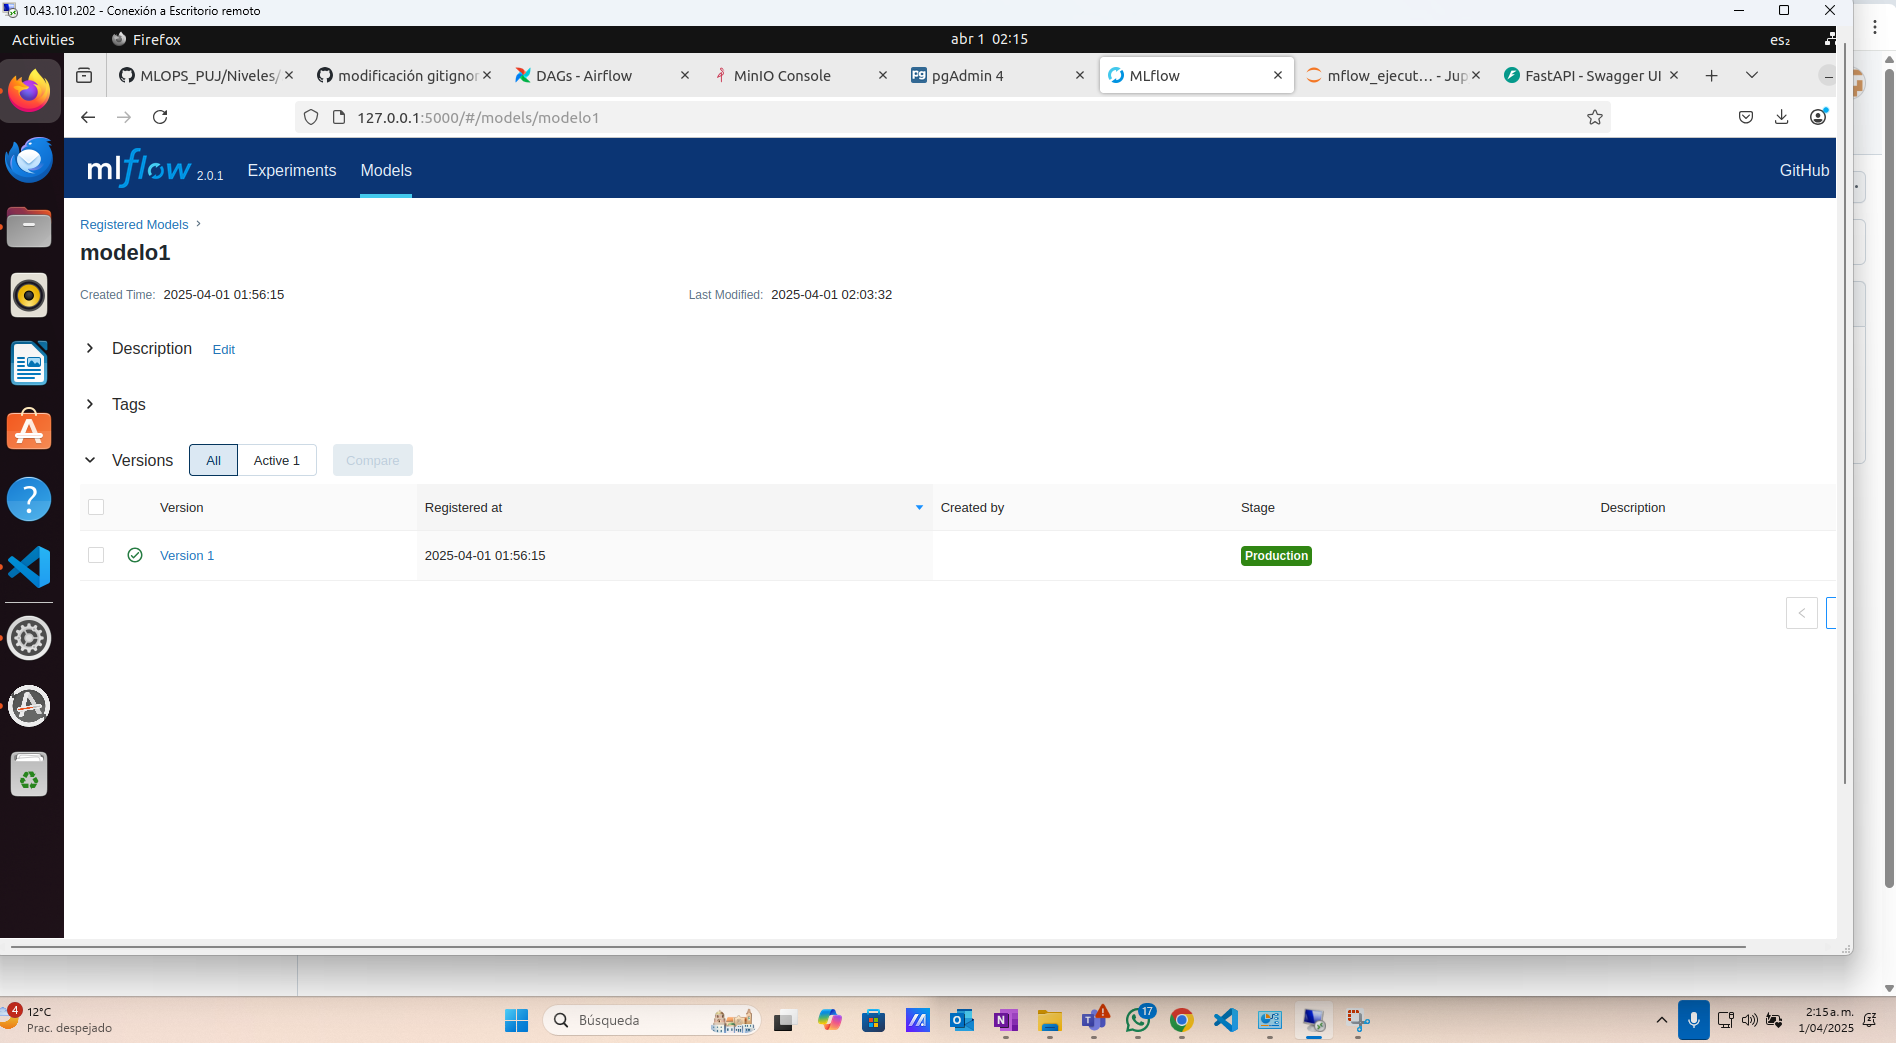 10.43.101.202 - Conexión a Escritorio remoto
Activities Firefox abr 1 02:15 es₂
MLOPS_PUJ/Niveles/ modificación gitignor DAGs - Airflow MinIO Console pgAdmin 4 MLflow mflow_ejecut… - Jup FastAPI - Swagger UI
127.0.0.1:5000/#/models/modelo1
mlflow 2.0.1 Experiments Models GitHub
Registered Models
modelo1
Created Time: 2025-04-01 01:56:15 Last Modified: 2025-04-01 02:03:32
Description Edit
Tags
Versions All Active 1 Compare
Version Registered at Created by Stage Description
Version 1 2025-04-01 01:56:15 Production
4 12°C
Prac. despejado
Búsqueda
17
2:15 a. m.
1/04/2025